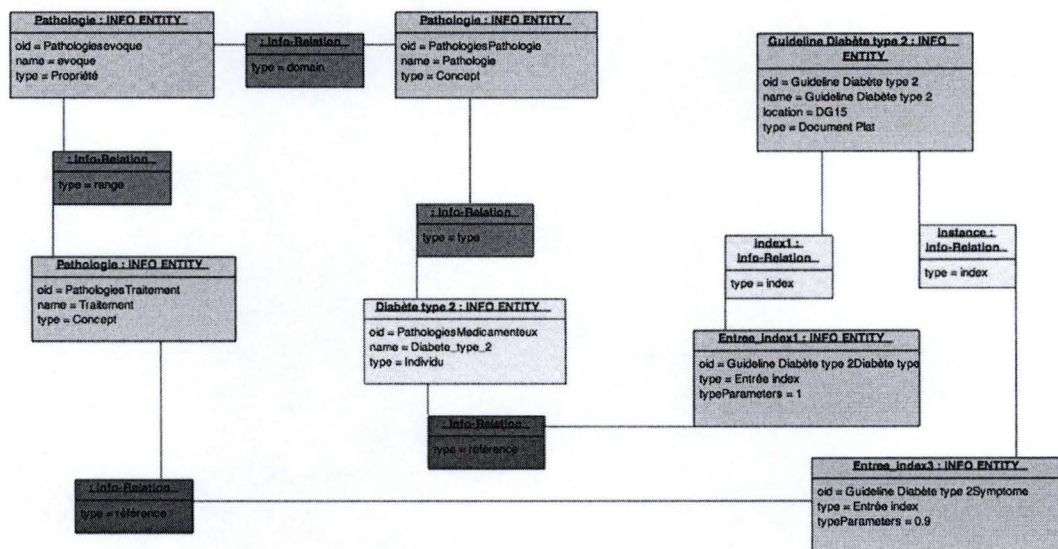 Pathologie : INFO ENTITY
oid = Pathologiesevoque
name = evoque
type = Propriété
: Info-Relation
type = domain
Pathologie : INFO ENTITY
oid = PathologiesPathologie
name = Pathologie
type = Concept
Guideline Diabète type 2 : INFO
ENTITY
oid = Guideline Diabète type 2
name = Guideline Diabète type 2
location = DG15
type = Document Plat
: Info-Relation
type = range
: Info-Relation
type = type
Index1 :
Info-Relation
type = index
Instance :
Info-Relation
type = index
Pathologie : INFO ENTITY
oid = PathologiesTraitement
name = Traitement
type = Concept
Diabète type 2 : INFO ENTITY
oid = PathologiesMedicamenteux
name = Diabete_type_2
type = Individu
Entree_Index1 : INFO ENTITY
oid = Guideline Diabète type 2Diabète type
type = Entrée index
typeParameters = 1
: Info-Relation
type = référence
Entree_Index3 : INFO ENTITY
oid = Guideline Diabète type 2Symptome
type = Entrée index
typeParameters = 0.9
: Info-Relation
type = référence